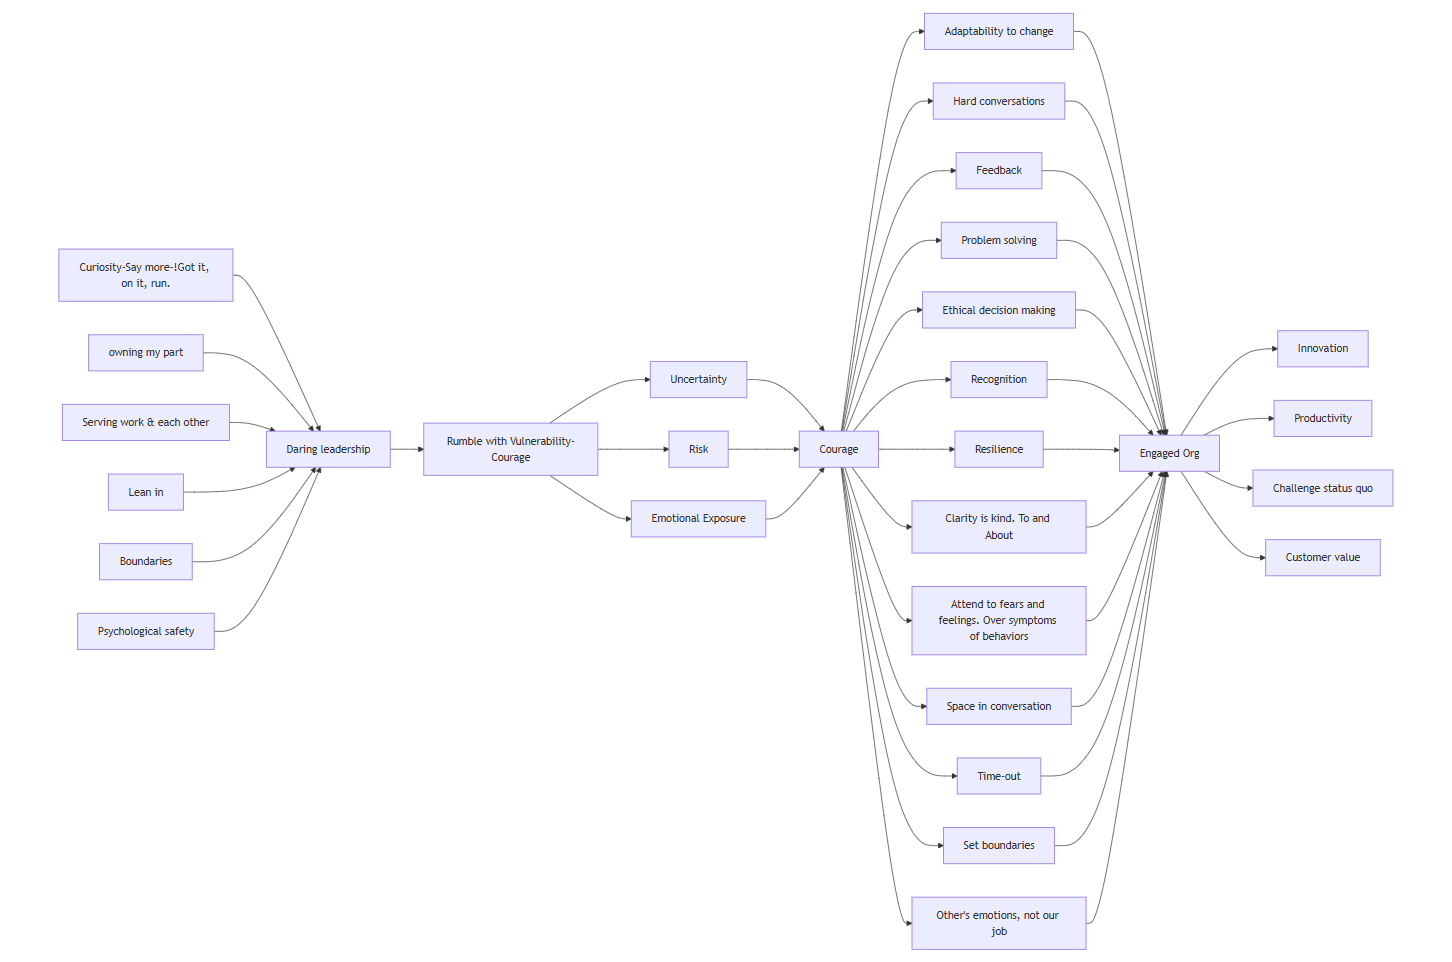 Curiosity-Say more-!Got it,
on it, run.
owning my part
Serving work & each other
Lean in
Boundaries
Psychological safety
Daring leadership
Rumble with Vulnerability-
Courage
Uncertainty
Risk
Emotional Exposure
Courage
Adaptability to change
Hard conversations
Feedback
Problem solving
Ethical decision making
Recognition
Resilience
Clarity is kind. To and
About
Attend to fears and
feelings. Over symptoms
of behaviors
Space in conversation
Time-out
Set boundaries
Other's emotions, not our
job
Engaged Org
Innovation
Productivity
Challenge status quo
Customer value